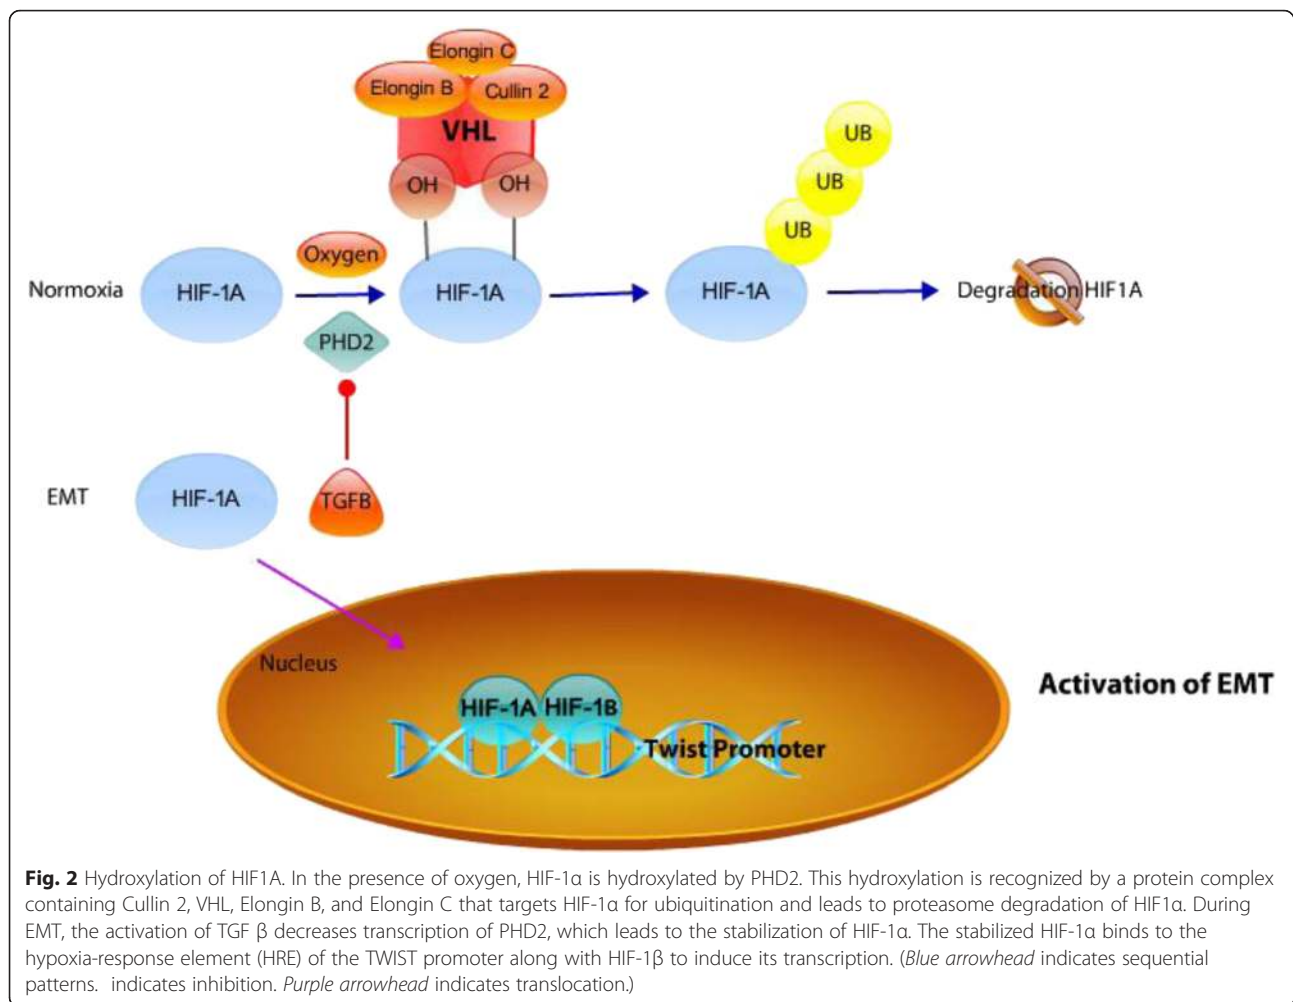 Elongin C
Elongin B
Cullin 2
VHL
OH
OH
UB
UB
UB
Oxygen
Normoxia
HIF-1A
HIF-1A
HIF-1A
Degradation HIF1A
PHD2
EMT
HIF-1A
TGFB
Nucleus
HIF-1A
HIF-1B
Activation of EMT
Twist Promoter
Fig. 2 Hydroxylation of HIF1A. In the presence of oxygen, HIF-1α is hydroxylated by PHD2. This hydroxylation is recognized by a protein complex
containing Cullin 2, VHL, Elongin B, and Elongin C that targets HIF-1α for ubiquitination and leads to proteasome degradation of HIF1α. During
EMT, the activation of TGF β decreases transcription of PHD2, which leads to the stabilization of HIF-1α. The stabilized HIF-1α binds to the
hypoxia-response element (HRE) of the TWIST promoter along with HIF-1β to induce its transcription. (Blue arrowhead indicates sequential
patterns. indicates inhibition. Purple arrowhead indicates translocation.)